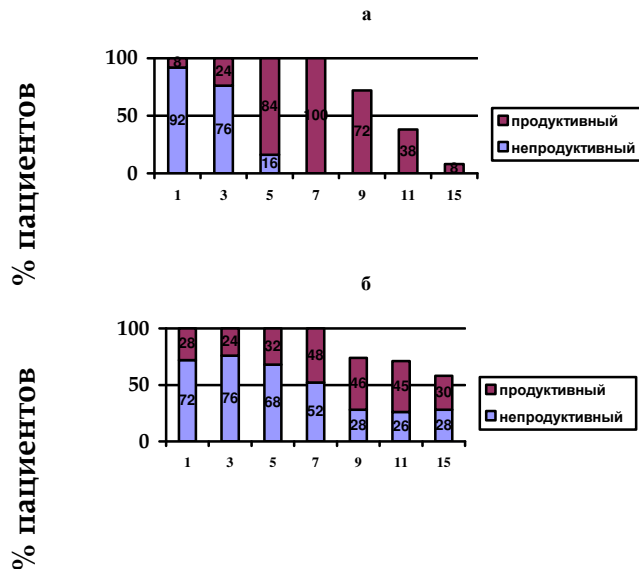 а
% пациентов
100
50
0
8 24
92 76 84 16 100 72 38 8
1 3 5 7 9 11 15
продуктивный
непродуктивный
б
% пациентов
100
50
0
28 24 32 48 46 45 30
72 76 68 52 28 26 28
1 3 5 7 9 11 15
продуктивный
непродуктивный